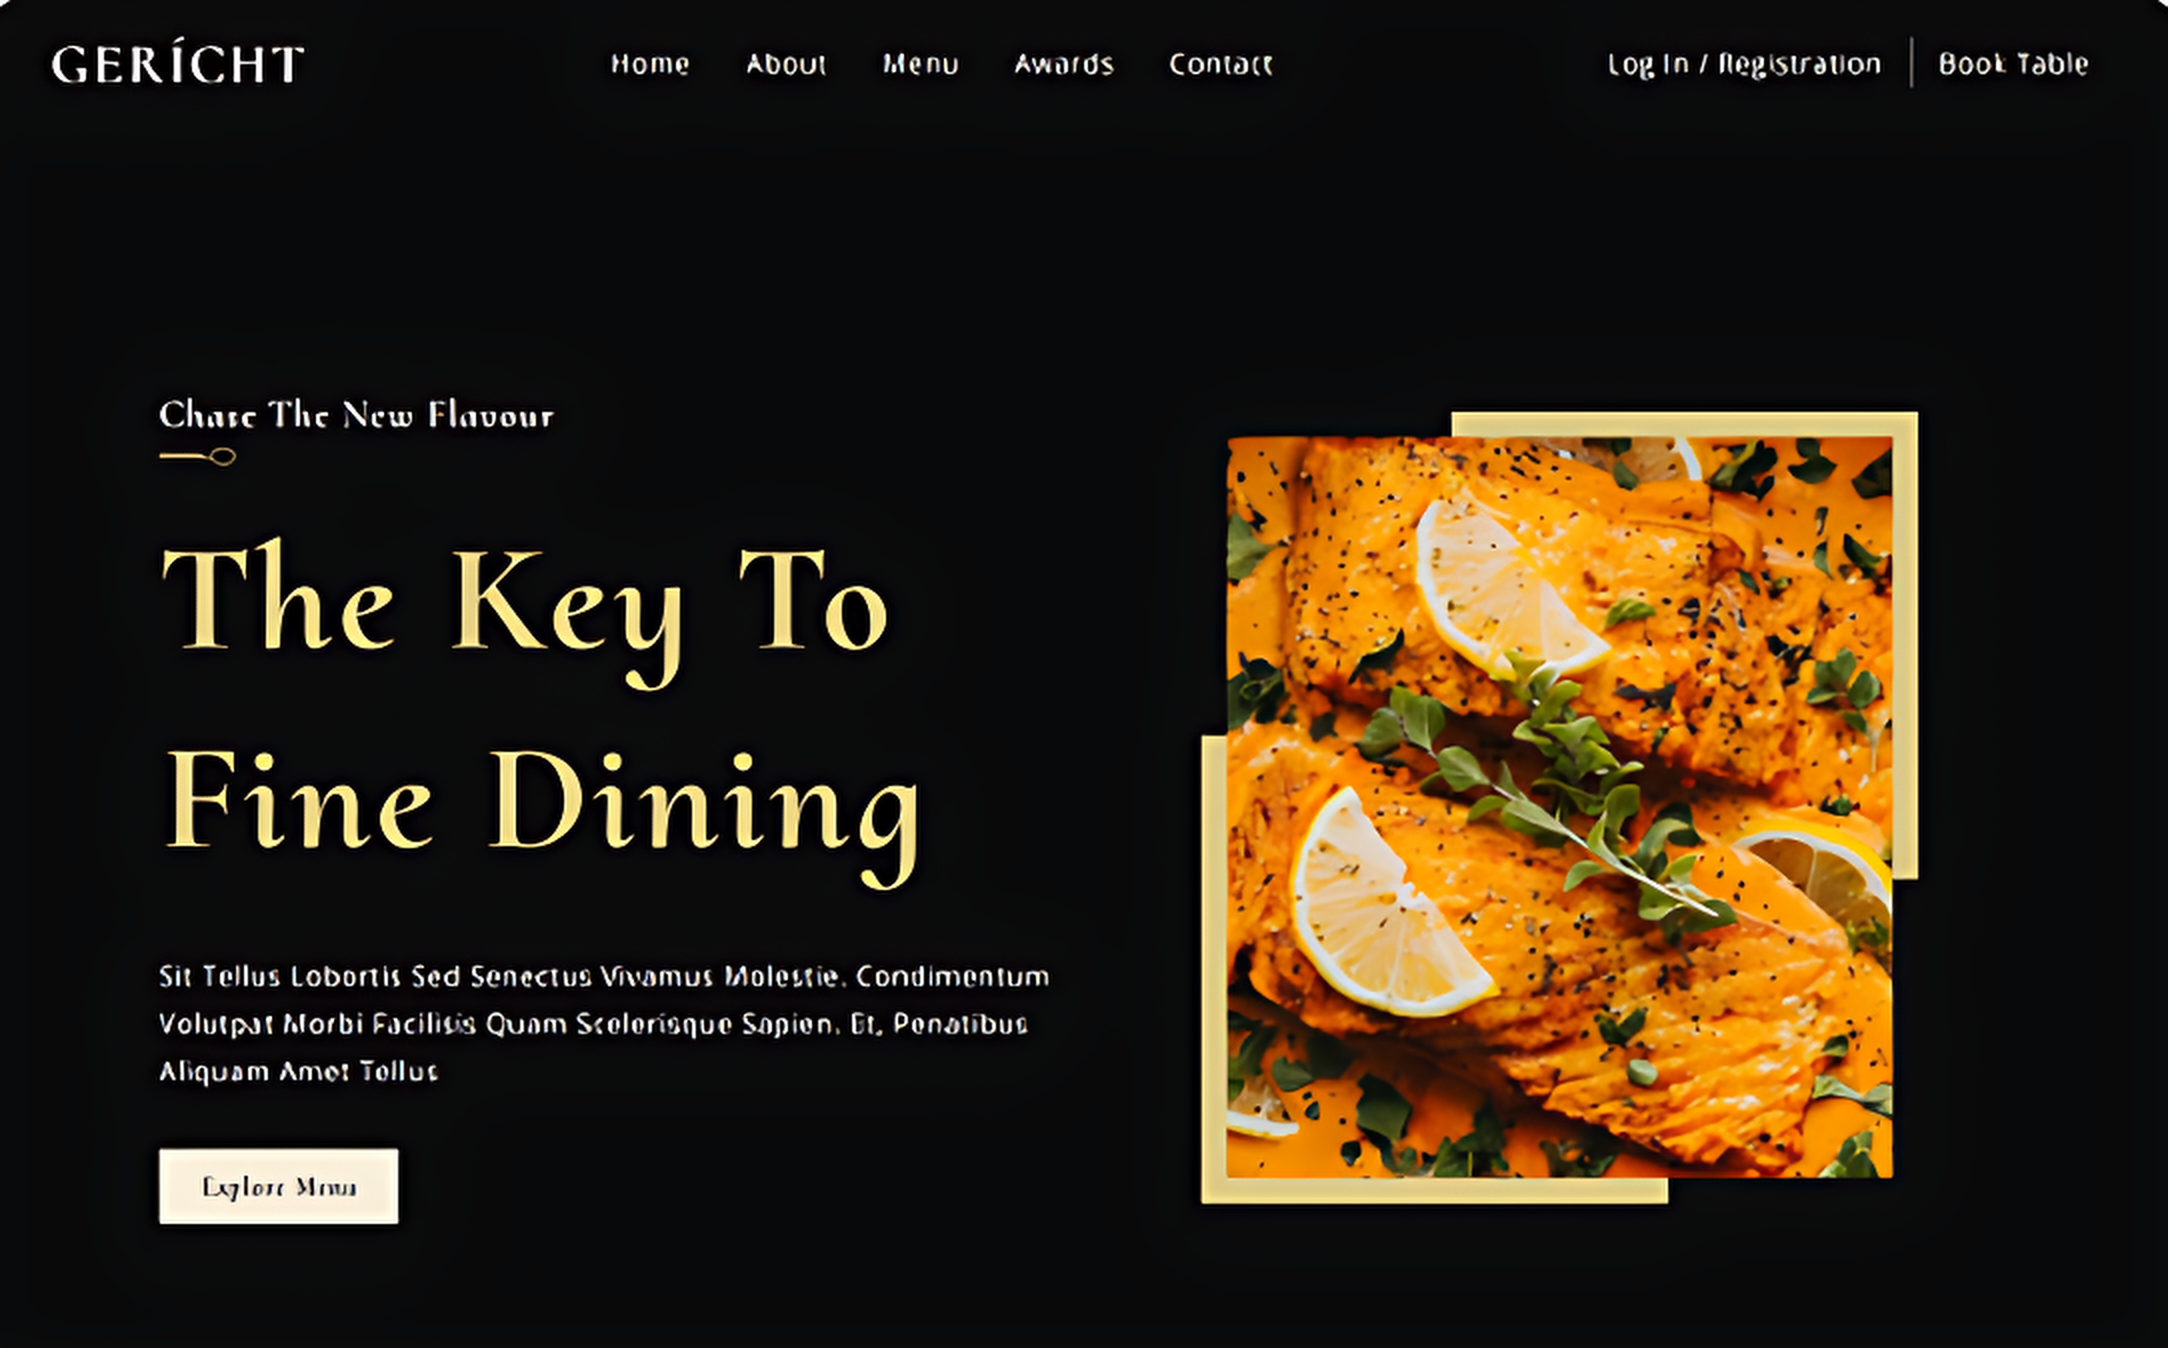 GERÍCHT
Home About Menu Awards Contact
Log In / Registration Book Table
Chase The New Flavour
The Key To
Fine Dining
Sit Tellus Lobortis Sed Senectus Vivamus Molestie. Condimentum
Volutpat Morbi Facilisis Quam Scelerisque Sapien. Et, Penatibus
Aliquam Amet Tellus
Explore Menu